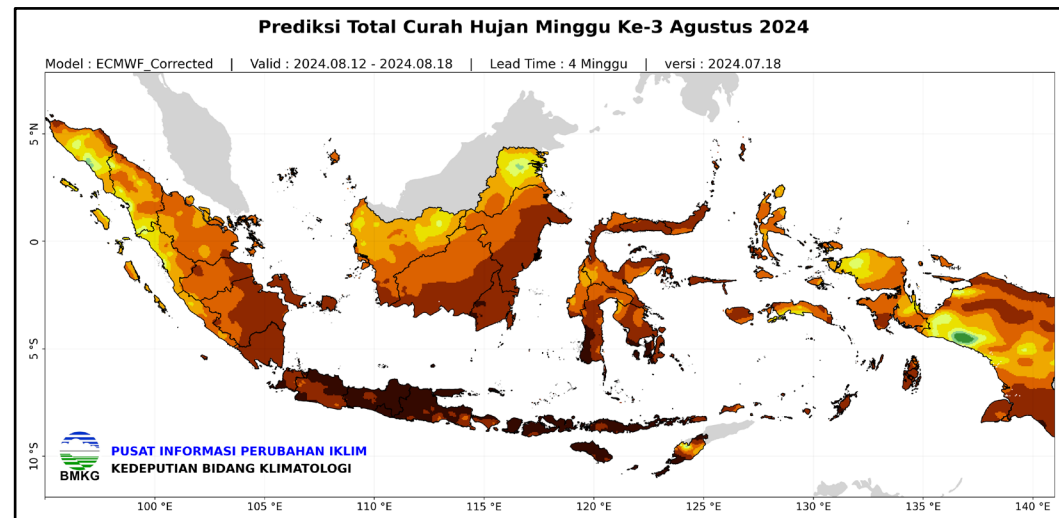 Prediksi Total Curah Hujan Minggu Ke-3 Agustus 2024
Model : ECMWF_Corrected | Valid : 2024.08.12 - 2024.08.18 | Lead Time : 4 Minggu | versi : 2024.07.18
5 °N
0
5 °S
10 °S
BMKG
PUSAT INFORMASI PERUBAHAN IKLIM
KEDEPUTIAN BIDANG KLIMATOLOGI
100 °E 105 °E 110 °E 115 °E 120 °E 125 °E 130 °E 135 °E 140 °E